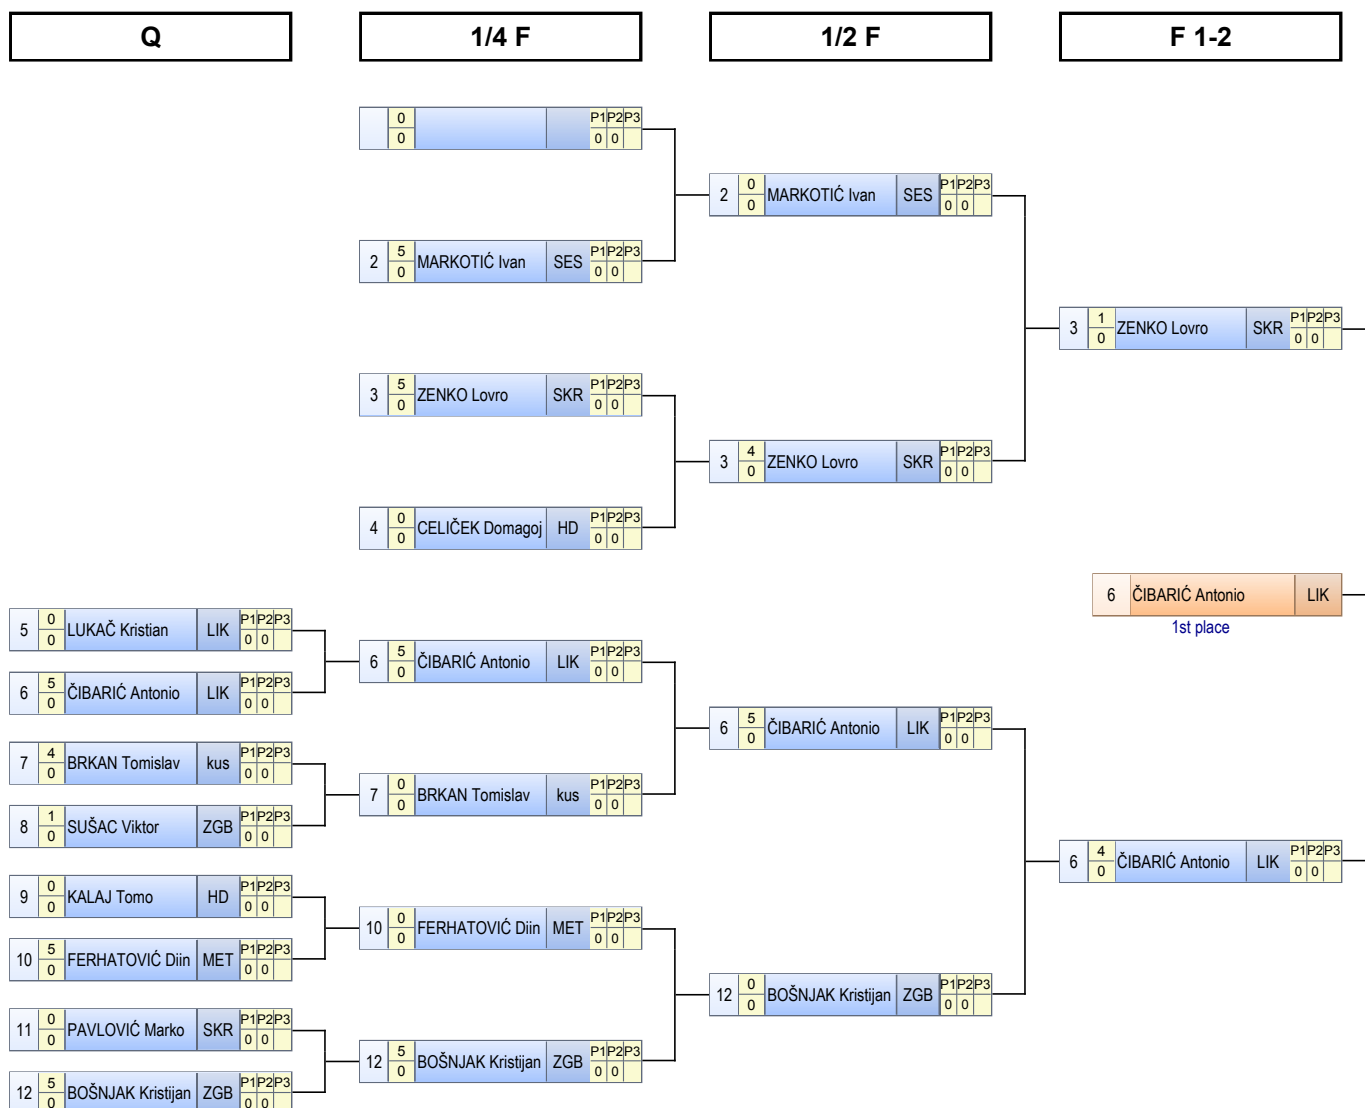 Q 1/4 F 1/2 F F 1-2
0 P1 P2 P3
0 0 0
2 0 MARKOTIĆ Ivan SES P1 P2 P3
0 0 0
2 5 MARKOTIĆ Ivan SES P1 P2 P3
0 0 0
3 1 ZENKO Lovro SKR P1 P2 P3
0 0 0
3 5 ZENKO Lovro SKR P1 P2 P3
0 0 0
3 4 ZENKO Lovro SKR P1 P2 P3
0 0 0
4 0 CELIČEK Domagoj HD P1 P2 P3
0 0 0
6 ČIBARIĆ Antonio LIK
1st place
5 0 LUKAČ Kristian LIK P1 P2 P3
0 0 0
6 5 ČIBARIĆ Antonio LIK P1 P2 P3
0 0 0
6 5 ČIBARIĆ Antonio LIK P1 P2 P3
0 0 0
6 5 ČIBARIĆ Antonio LIK P1 P2 P3
0 0 0
7 4 BRKAN Tomislav kus P1 P2 P3
0 0 0
7 0 BRKAN Tomislav kus P1 P2 P3
0 0 0
8 1 SUŠAC Viktor ZGB P1 P2 P3
0 0 0
6 4 ČIBARIĆ Antonio LIK P1 P2 P3
0 0 0
9 0 KALAJ Tomo HD P1 P2 P3
0 0 0
10 0 FERHATOVIĆ Diin MET P1 P2 P3
0 0 0
10 5 FERHATOVIĆ Diin MET P1 P2 P3
0 0 0
12 0 BOŠNJAK Kristijan ZGB P1 P2 P3
0 0 0
11 0 PAVLOVIĆ Marko SKR P1 P2 P3
0 0 0
12 5 BOŠNJAK Kristijan ZGB P1 P2 P3
0 0 0
12 5 BOŠNJAK Kristijan ZGB P1 P2 P3
0 0 0